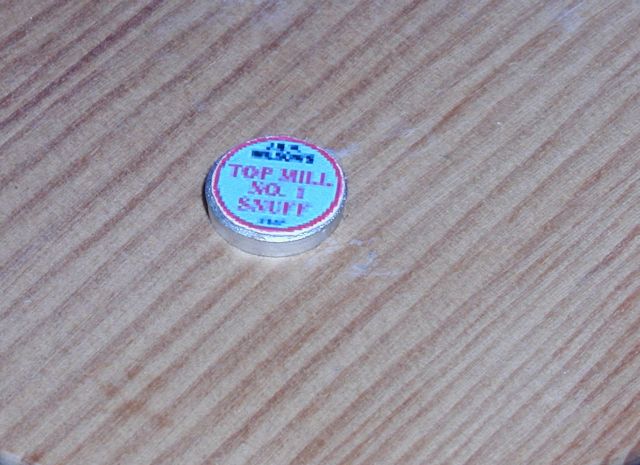 WILSON'S
TOP MILL
NO. 1
SNUFF